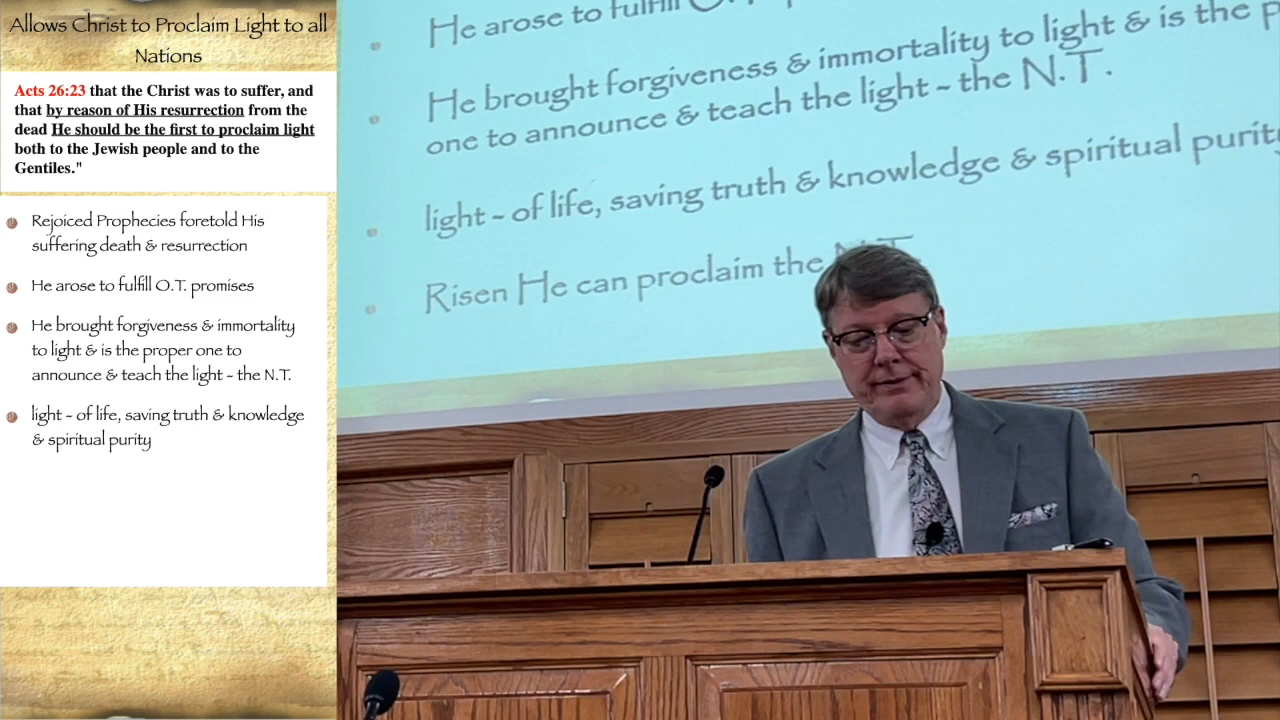 Allows Christ to Proclaim Light to all
Nations
Acts 26:23 that the Christ was to suffer, and
that by reason of His resurrection from the
dead He should be the first to proclaim light
both to the Jewish people and to the
Gentiles."
Rejoiced Prophecies foretold His
suffering death & resurrection
He arose to fulfill O.T. promises
He brought forgiveness & immortality
to light & is the proper one to
announce & teach the light - the N.T.
light - of life, saving truth & knowledge
& spiritual purity
He arose to fulfill
He brought forgiveness & immortality to light & is the
one to announce & teach the light - the N.T.
light - of life, saving truth & knowledge & spiritual
Risen He can proclaim the N.T.